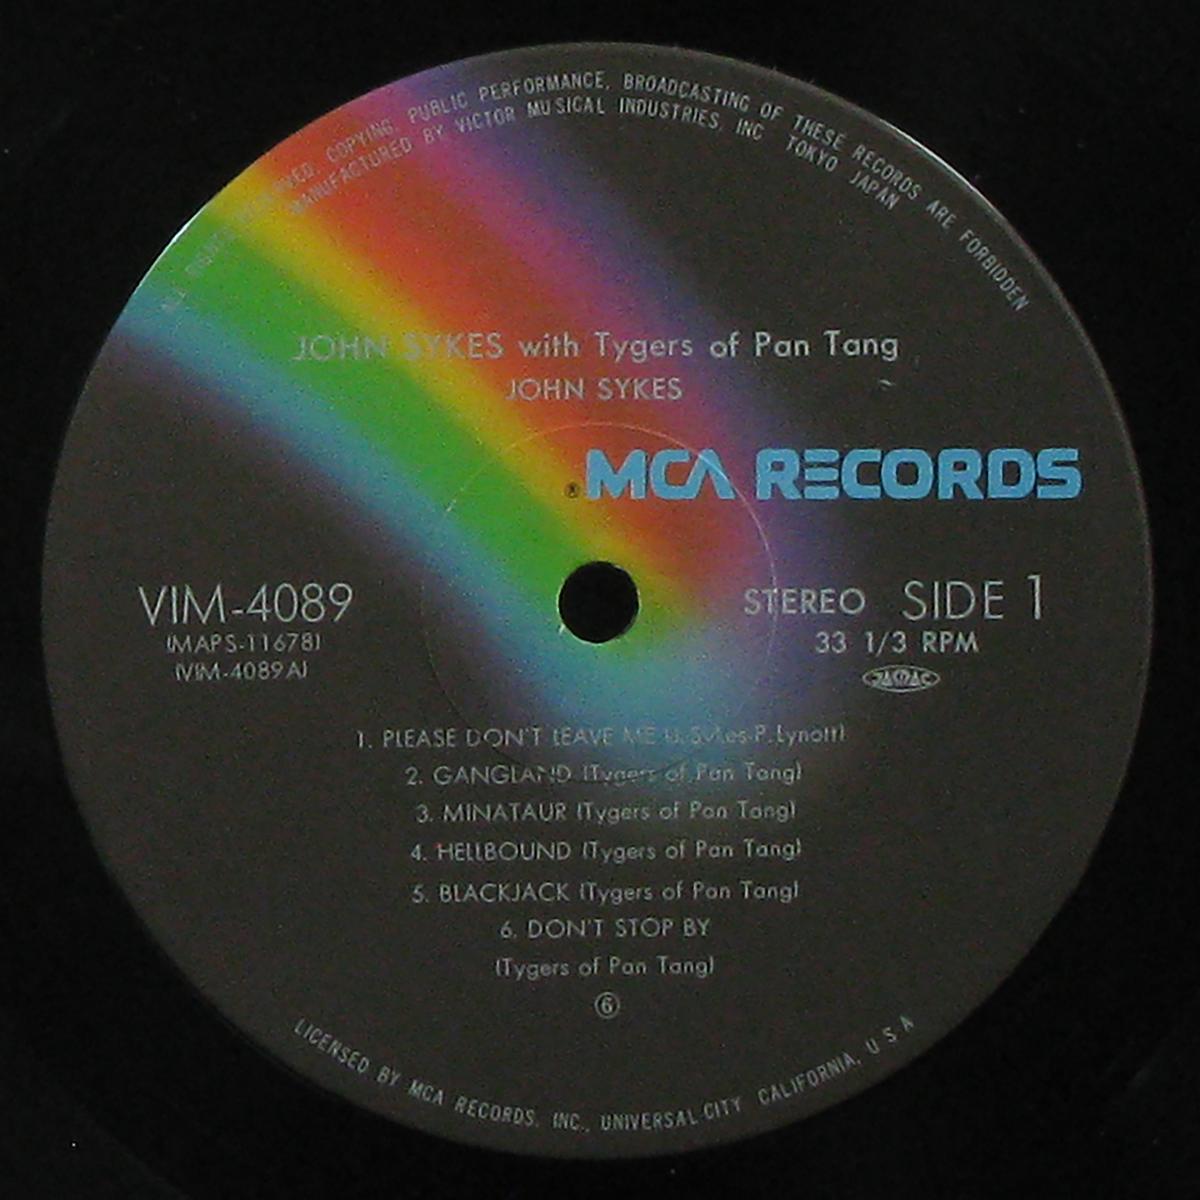 ALL RIGHTS RESERVED. COPYING, PUBLIC PERFORMANCE, BROADCASTING OF THESE RECORDS ARE FORBIDDEN
MANUFACTURED BY VICTOR MUSICAL INDUSTRIES, INC TOKYO JAPAN
JOHN SYKES with Tygers of Pan Tang
JOHN SYKES
® MCA RECORDS
VIM-4089
(MAPS-11678)
(VIM-4089A)
STEREO SIDE 1
33 1/3 RPM
JASRAC
1. PLEASE DON'T LEAVE ME (J. Sykes-P. Lynott)
2. GANGLAND (Tygers of Pan Tang)
3. MINATAUR (Tygers of Pan Tang)
4. HELLBOUND (Tygers of Pan Tang)
5. BLACKJACK (Tygers of Pan Tang)
6. DON'T STOP BY
(Tygers of Pan Tang)
⑥
LICENSED BY MCA RECORDS, INC., UNIVERSAL CITY CALIFORNIA, U S A